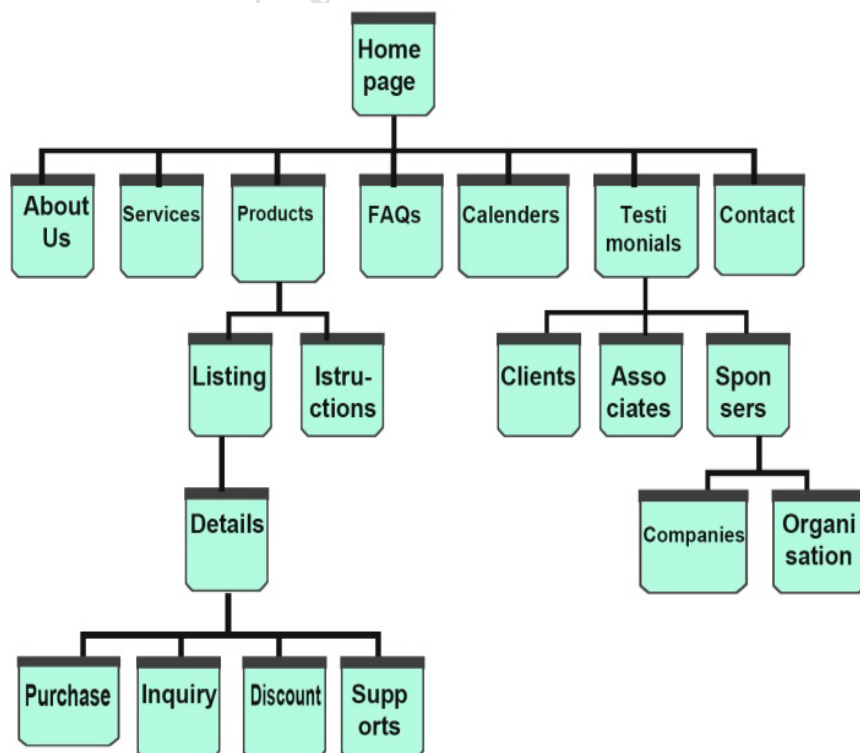 Home
page
About
Us
Services
Products
FAQs
Calenders
Testi
monials
Contact
Listing
Istru-
ctions
Clients
Asso
ciates
Spon
sers
Details
Companies
Organi
sation
Purchase
Inquiry
Discount
Supp
orts